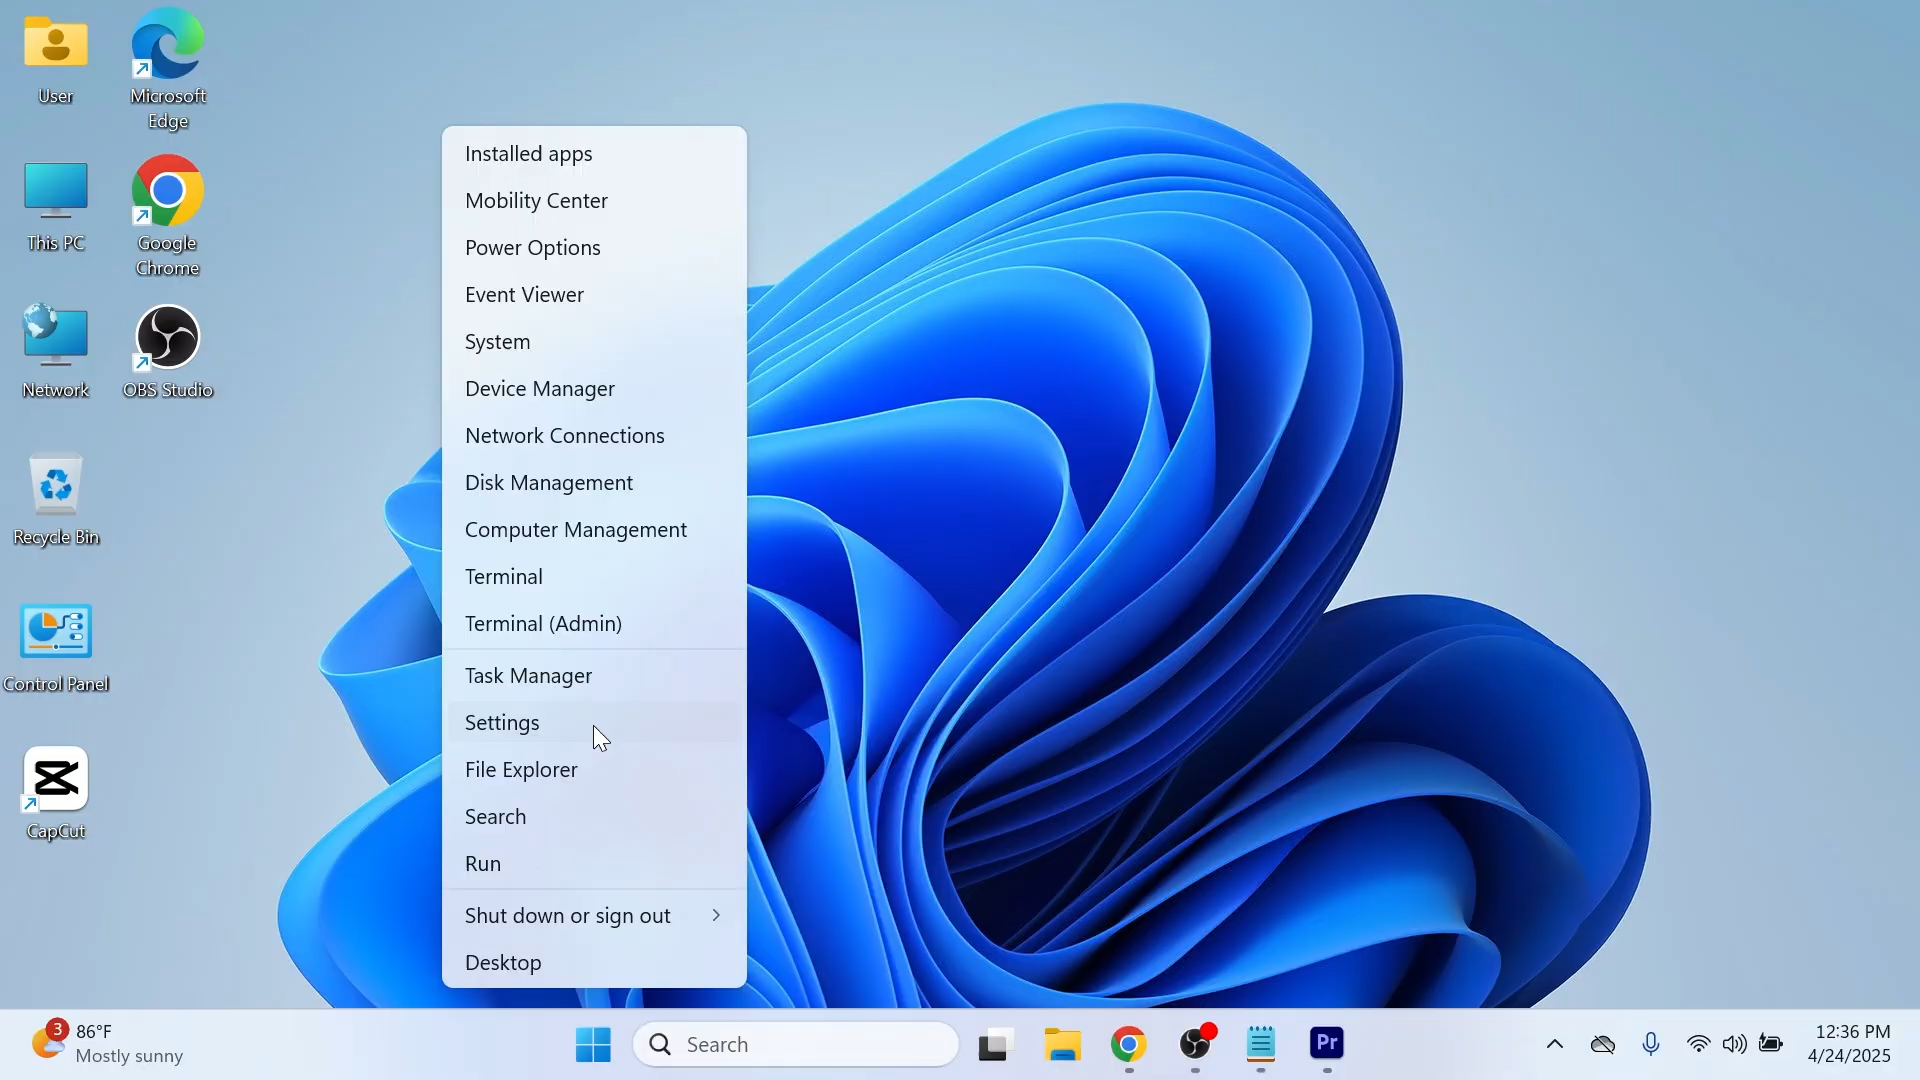 User
Microsoft
Edge
This PC
Google
Chrome
Network
OBS Studio
Recycle Bin
Control Panel
CapCut
Installed apps
Mobility Center
Power Options
Event Viewer
System
Device Manager
Network Connections
Disk Management
Computer Management
Terminal
Terminal (Admin)
Task Manager
Settings
File Explorer
Search
Run
Shut down or sign out
Desktop
3
86°F
Mostly sunny
Search
Pr
12:36 PM
4/24/2025